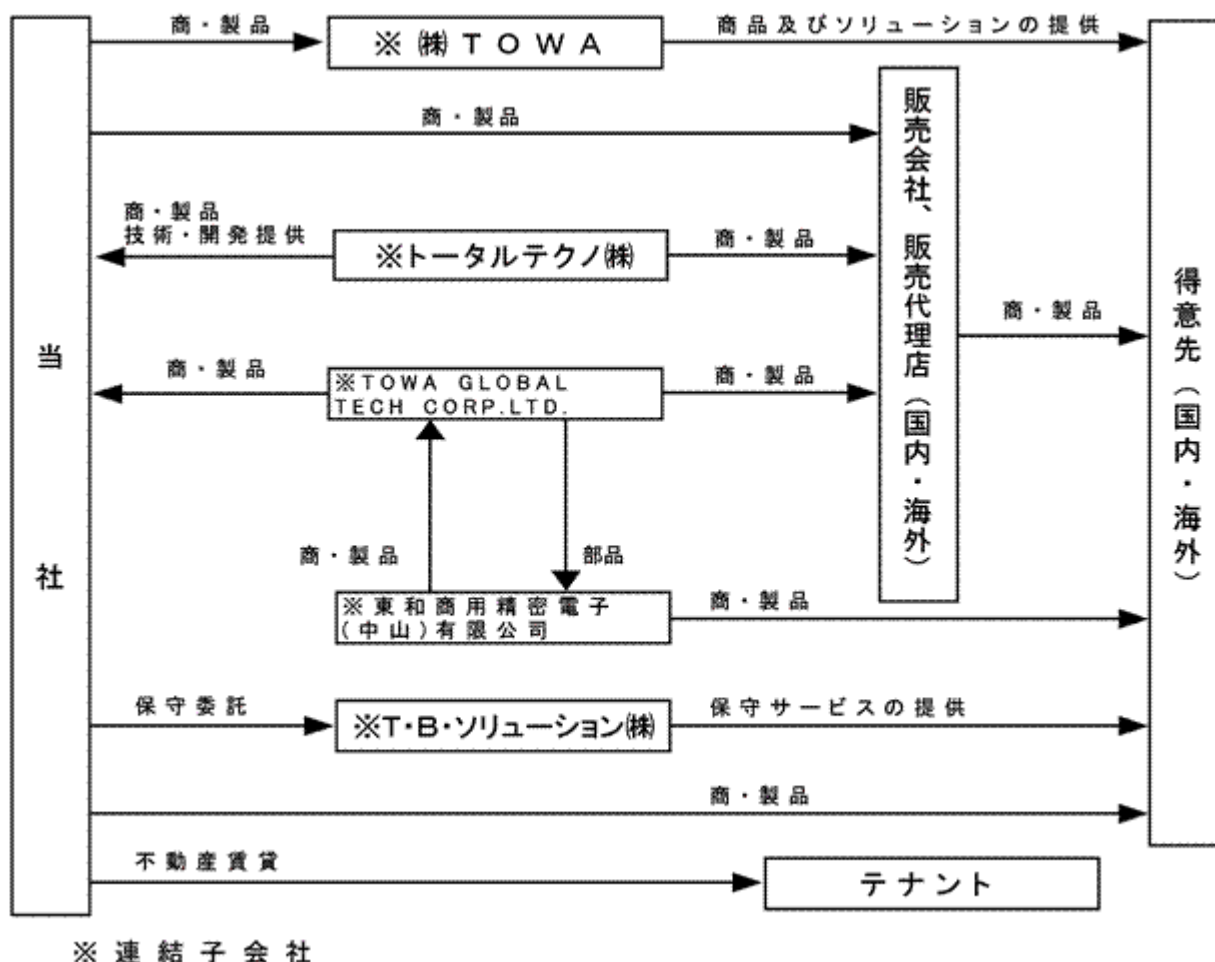 商・製品
※ ㈱ TOWA
商品及びソリューションの提供
商・製品
商・製品
技術・開発提供
※トータルテクノ㈱
商・製品
商・製品
※TOWA GLOBAL
TECH CORP.LTD.
商・製品
商・製品
部品
※東和商用精密電子
(中山)有限公司
商・製品
保守委託
※T・B・ソリューション㈱
保守サービスの提供
商・製品
不動産賃貸
テナント
当社
販売会社、販売代理店(国内・海外)
商・製品
得意先(国内・海外)
※ 連結子会社